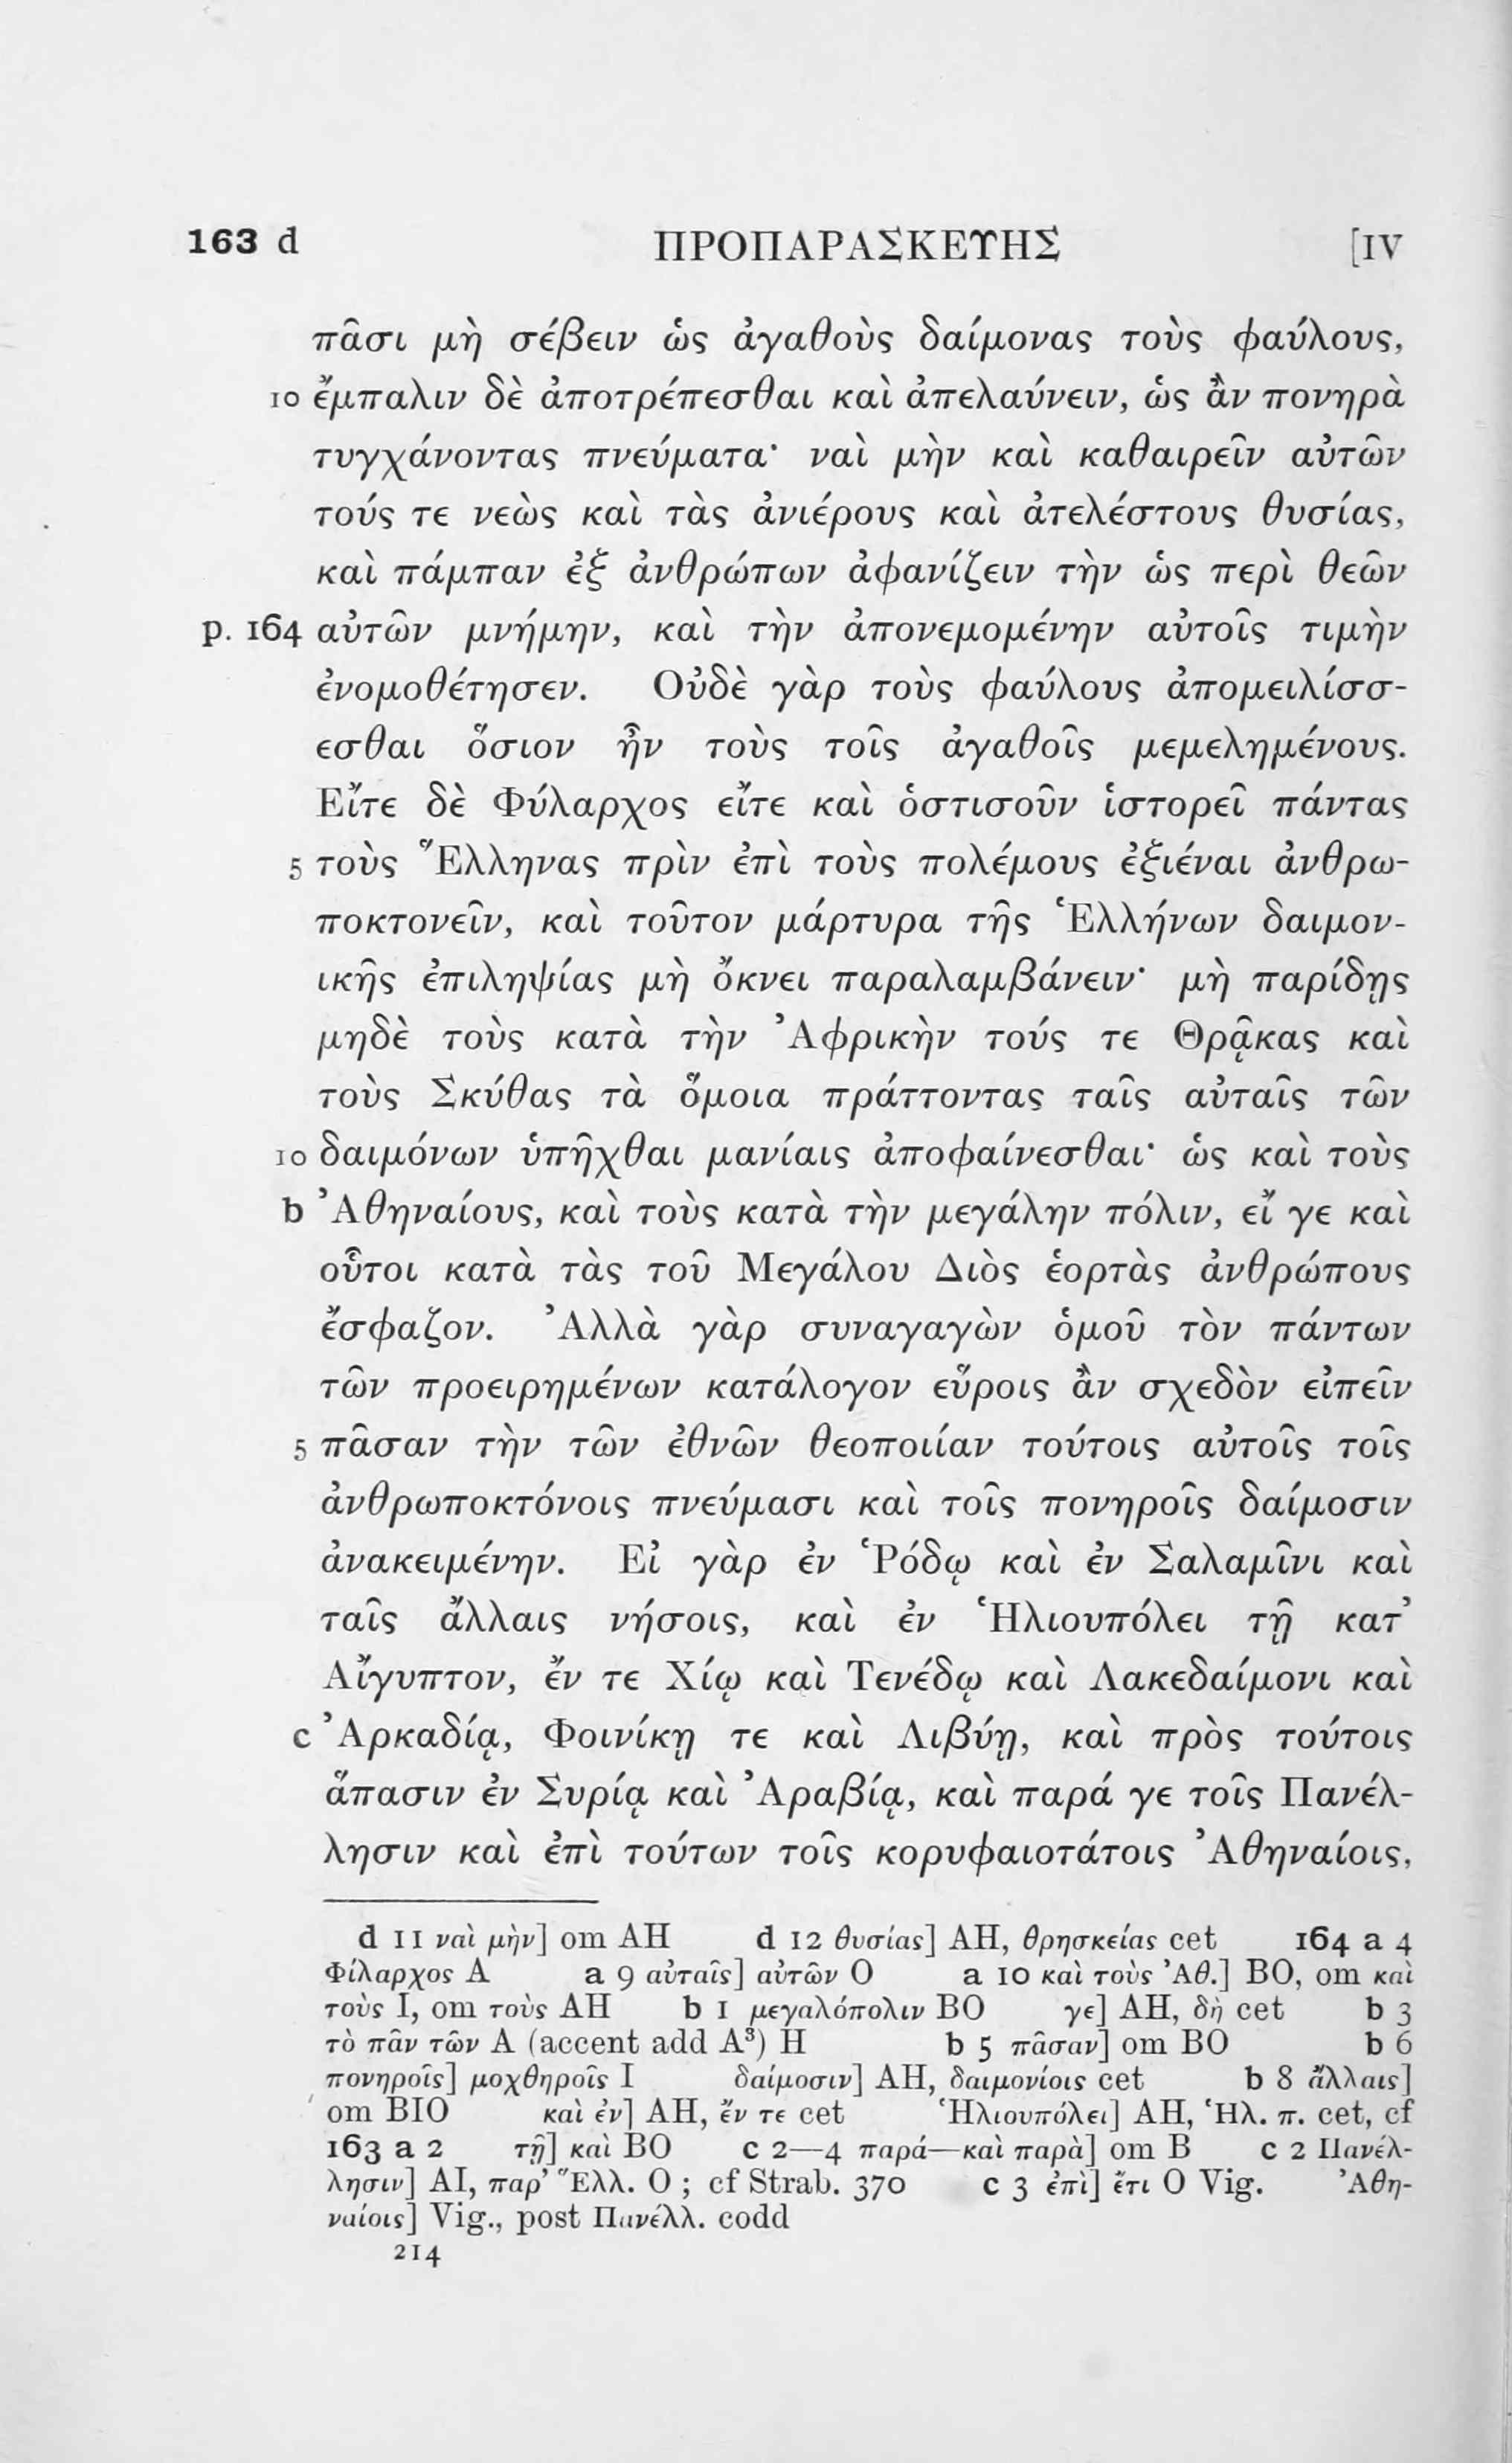 163 d ΠΡΟΠΑΡΑΣΚΕΥΗΣ [IV
πᾶσι μὴ σέβειν ὡς ἀγαθοὺς δαίμονας τοὺς φαύλους,
10 ἔμπαλιν δὲ ἀποτρέπεσθαι καὶ ἀπελαύνειν, ὡς ἂν πονηρὰ
τυγχάνοντας πνεύματα· ναὶ μὴν καὶ καθαιρεῖν αὐτῶν
τούς τε νεὼς καὶ τὰς ἀνιέρους καὶ ἀτελέστους θυσίας,
καὶ πάμπαν ἐξ ἀνθρώπων ἀφανίζειν τὴν ὡς περὶ θεῶν
p. 164 αὐτῶν μνήμην, καὶ τὴν ἀπονεμομένην αὐτοῖς τιμὴν
ἐνομοθέτησεν. Οὐδὲ γὰρ τοὺς φαύλους ἀπομειλίσσ-
εσθαι ὅσιον ἦν τοὺς τοῖς ἀγαθοῖς μεμελημένους.
Εἴτε δὲ Φύλαρχος εἴτε καὶ ὁστισοῦν ἱστορεῖ πάντας
5 τοὺς Ἕλληνας πρὶν ἐπὶ τοὺς πολέμους ἐξιέναι ἀνθρω-
ποκτονεῖν, καὶ τοῦτον μάρτυρα τῆς Ἑλλήνων δαιμον-
ικῆς ἐπιληψίας μὴ ὄκνει παραλαμβάνειν· μὴ παρίδῃς
μηδὲ τοὺς κατὰ τὴν Ἀφρικὴν τούς τε Θρᾷκας καὶ
τοὺς Σκύθας τὰ ὅμοια πράττοντας ταῖς αὐταῖς τῶν
10 δαιμόνων ὑπῆχθαι μανίαις ἀποφαίνεσθαι· ὡς καὶ τοὺς
b Ἀθηναίους, καὶ τοὺς κατὰ τὴν μεγάλην πόλιν, εἴ γε καὶ
οὗτοι κατὰ τὰς τοῦ Μεγάλου Διὸς ἑορτὰς ἀνθρώπους
ἔσφαζον. Ἀλλὰ γὰρ συναγαγὼν ὁμοῦ τὸν πάντων
τῶν προειρημένων κατάλογον εὕροις ἂν σχεδὸν εἰπεῖν
5 πᾶσαν τὴν τῶν ἐθνῶν θεοποιίαν τούτοις αὐτοῖς τοῖς
ἀνθρωποκτόνοις πνεύμασι καὶ τοῖς πονηροῖς δαίμοσιν
ἀνακειμένην. Εἰ γὰρ ἐν Ῥόδῳ καὶ ἐν Σαλαμῖνι καὶ
ταῖς ἄλλαις νήσοις, καὶ ἐν Ἡλιουπόλει τῇ κατ’
Αἴγυπτον, ἔν τε Χίῳ καὶ Τενέδῳ καὶ Λακεδαίμονι καὶ
c Ἀρκαδίᾳ, Φοινίκῃ τε καὶ Λιβύῃ, καὶ πρὸς τούτοις
ἅπασιν ἐν Συρίᾳ καὶ Ἀραβίᾳ, καὶ παρά γε τοῖς Πανέλ-
λησιν καὶ ἐπὶ τούτων τοῖς κορυφαιοτάτοις Ἀθηναίοις,
d 11 ναὶ μὴν] om AH d 12 θυσίας] AH, θρησκείας cet 164 a 4
Φίλαρχος A a 9 αὐταῖς] αὐτῶν O a 10 καὶ τοὺς Ἀθ.] BO, om καὶ
τοὺς I, om τοὺς AH b 1 μεγαλόπολιν BO γε] AH, δὴ cet b 3
τὸ πᾶν τῶν A (accent add A³) H b 5 πᾶσαν] om BO b 6
πονηροῖς] μοχθηροῖς I δαίμοσιν] AH, δαιμονίοις cet b 8 ἄλλαις]
om BIO καὶ ἐν] AH, ἔν τε cet Ἡλιουπόλει] AH, Ἡλ. π. cet, cf
163 a 2 τῇ] καὶ BO c 2—4 παρά—καὶ παρὰ] om B c 2 Πανέλ-
λησιν] AI, παρ’ Ἕλλ. O ; cf Strab. 370 c 3 ἐπὶ] ἔτι O Vig. Ἀθη-
ναίοις] Vig., post Πανέλλ. codd
214